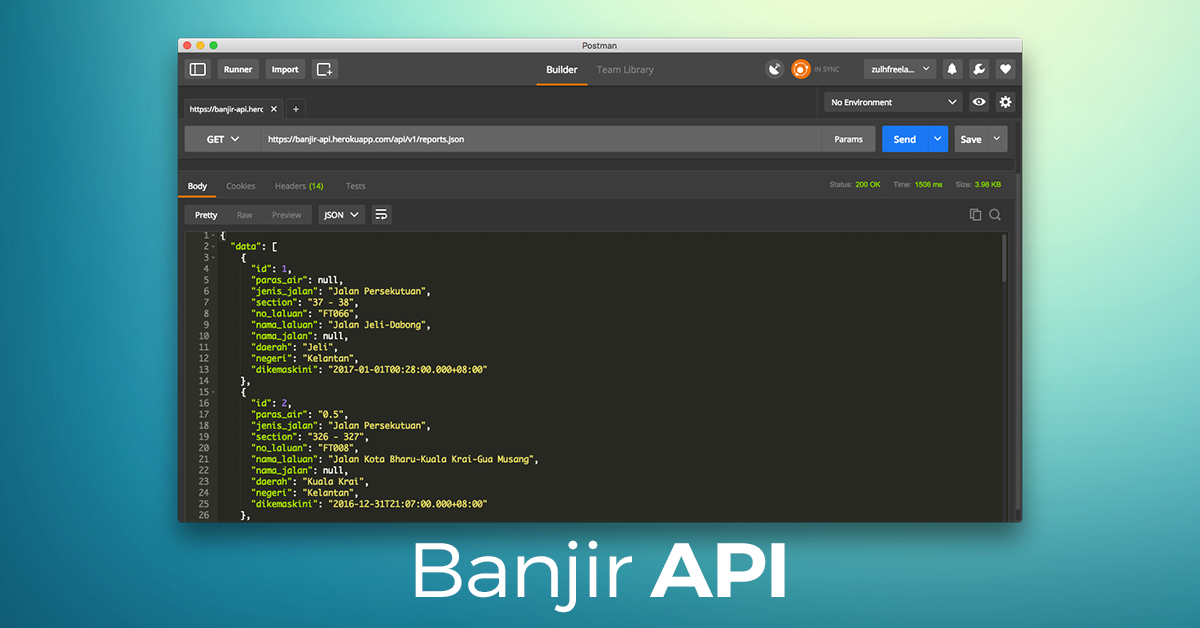 Postman
Runner Import Builder Team Library IN SYNC zulhfreela...
https://banjir-api.herc × + No Environment
GET https://banjir-api.herokuapp.com/api/v1/reports.json Params Send Save
Body Cookies Headers (14) Tests Status: 200 OK Time: 1506 ms Size: 3.98 KB
Pretty Raw Preview JSON
1 {
2 "data": [
3 {
4 "id": 1,
5 "paras_air": null,
6 "jenis_jalan": "Jalan Persekutuan",
7 "section": "37 - 38",
8 "no_laluan": "FT066",
9 "nama_laluan": "Jalan Jeli-Dabong",
10 "nama_jalan": null,
11 "daerah": "Jeli",
12 "negeri": "Kelantan",
13 "dikemaskini": "2017-01-01T00:28:00.000+08:00"
14 },
15 {
16 "id": 2,
17 "paras_air": "0.5",
18 "jenis_jalan": "Jalan Persekutuan",
19 "section": "326 - 327",
20 "no_laluan": "FT008",
21 "nama_laluan": "Jalan Kota Bharu-Kuala Krai-Gua Musang",
22 "nama_jalan": null,
23 "daerah": "Kuala Krai",
24 "negeri": "Kelantan",
25 "dikemaskini": "2016-12-31T21:07:00.000+08:00"
26 },
Banjir API